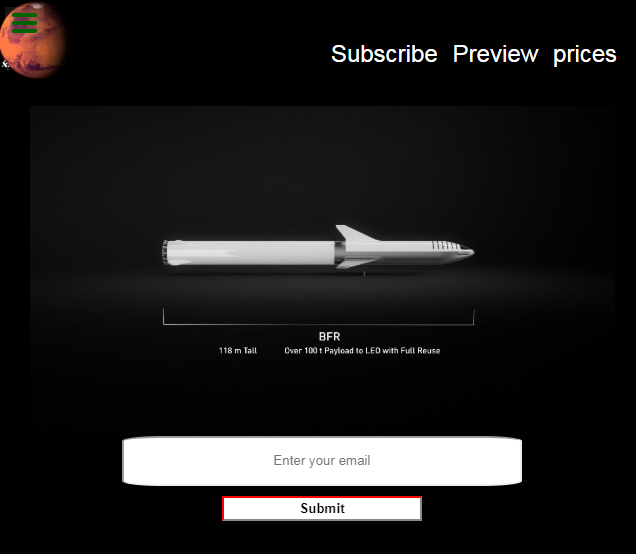 Subscribe Preview prices
BFR
118 m Tall Over 100 t Payload to LEO with Full Reuse
Enter your email
Submit